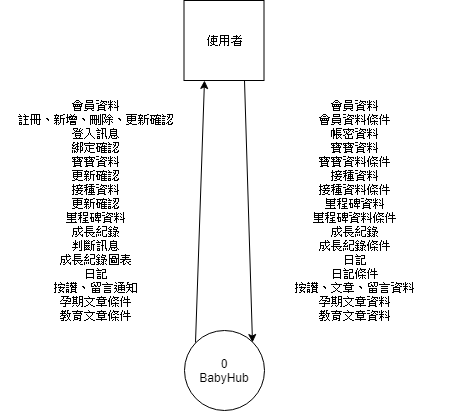 使用者
會員資料
註冊、新增、刪除、更新確認
登入訊息
綁定確認
寶寶資料
更新確認
接種資料
更新確認
里程碑資料
成長紀錄
判斷訊息
成長紀錄圖表
日記
按讚、留言通知
孕期文章條件
教育文章條件
會員資料
會員資料條件
帳密資料
寶寶資料
寶寶資料條件
接種資料
接種資料條件
里程碑資料
里程碑資料條件
成長紀錄
成長紀錄條件
日記
日記條件
按讚、文章、留言資料
孕期文章資料
教育文章資料
0
BabyHub